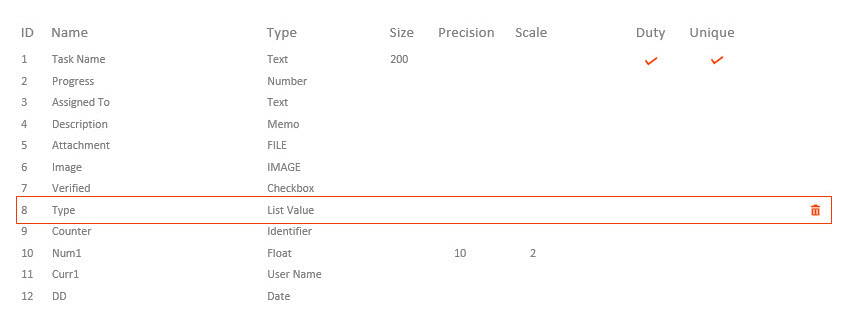 ID Name Type Size Precision Scale Duty Unique
1 Task Name Text 200
2 Progress Number
3 Assigned To Text
4 Description Memo
5 Attachment FILE
6 Image IMAGE
7 Verified Checkbox
8 Type List Value
9 Counter Identifier
10 Num1 Float 10 2
11 Curr1 User Name
12 DD Date